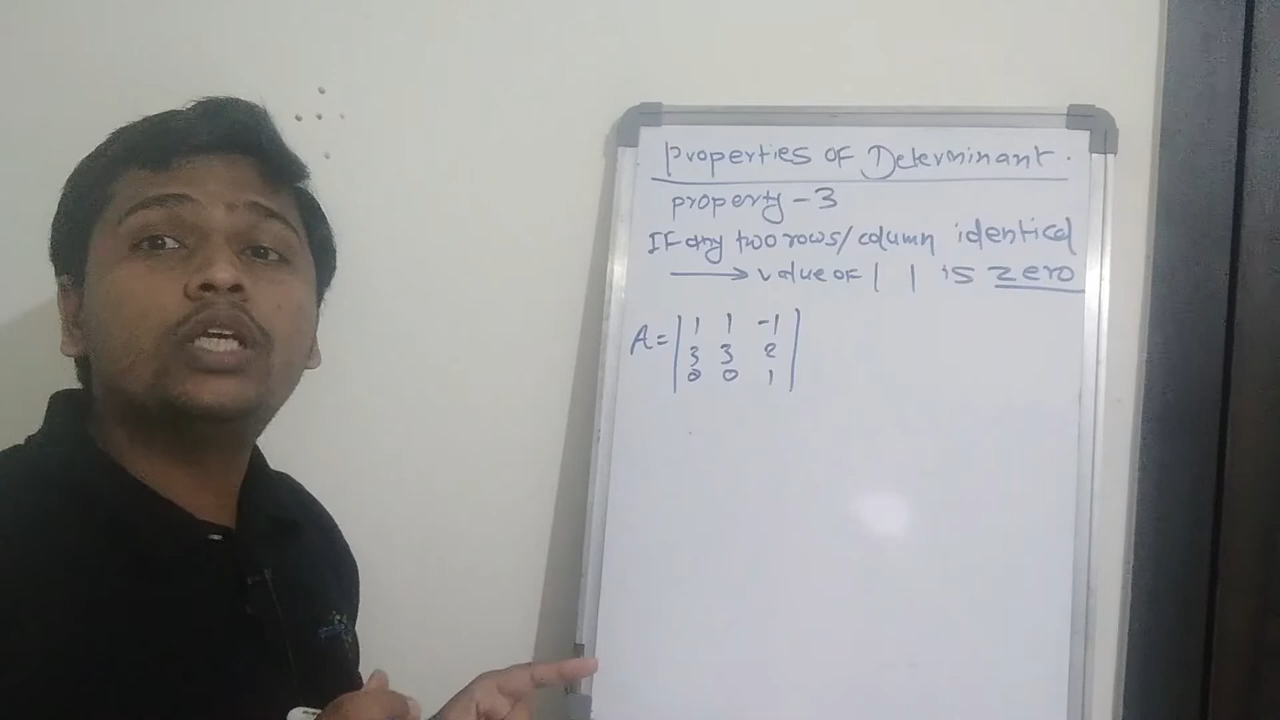 Properties OF Determinant.
property-3
IF any two rows/column identical
→ value OF | | is zero
A= | 1 1 -1 |
| 3 3 2 |
| 0 0 1 |